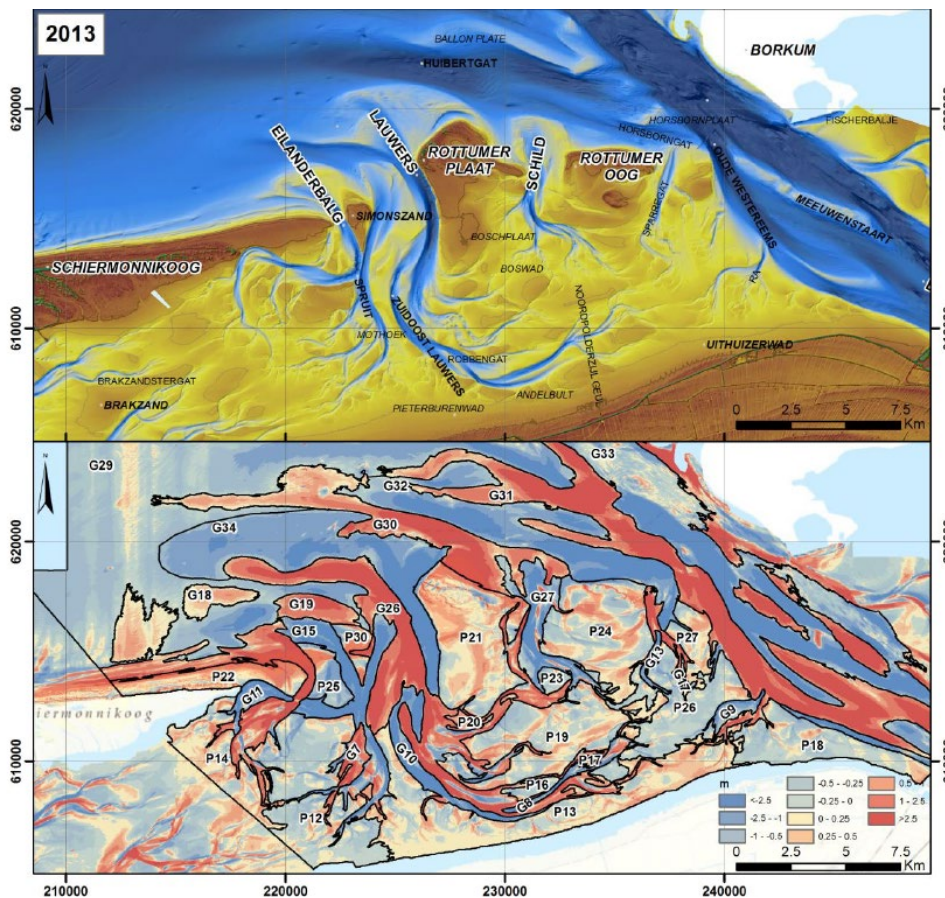 2013
N
BALLON PLATE
BORKUM
HUIBERTGAT
620000
HORSBORNPLAAT
FISCHERBALJE
HORSBORNGAT
LAUWERS
EILANDERBALG
ROTTUMER
PLAAT
SCHILD
ROTTUMER
OOG
OUDE WESTEREEMS
SPARREGAT
MEEUWENSTAART
SIMONSZAND
BOSCHPLAAT
SCHIERMONNIKOOG
BOSWAD
RA
SPRUIT
ZUIDOOST LAUWERS
NOORDPOLDERZIJL GEUL
610000
MOTHOEK
UITHUIZERWAD
ROBBENGAT
BRAKZANDSTERGAT
ANDELBULT
BRAKZAND
PIETERBURENWAD
0 2.5 5 7.5
Km
N
G29
G33
G32
G31
G34
G30
620000
G18
G19
G26
G27
G15
P30
P21
P24
P27
G13
P22
P25
P23
G11
P26
iermonnikoog
P20
G9
P19
P14
G7
G10
P18
P17
P16
G8
P13
P12
610000
m
<-2.5
-2.5 - -1
-1 - -0.5
-0.5 - -0.25
-0.25 - 0
0 - 0.25
0.25 - 0.5
1 - 2.5
>2.5
0 2.5 5 7.5
Km
210000 220000 230000 240000